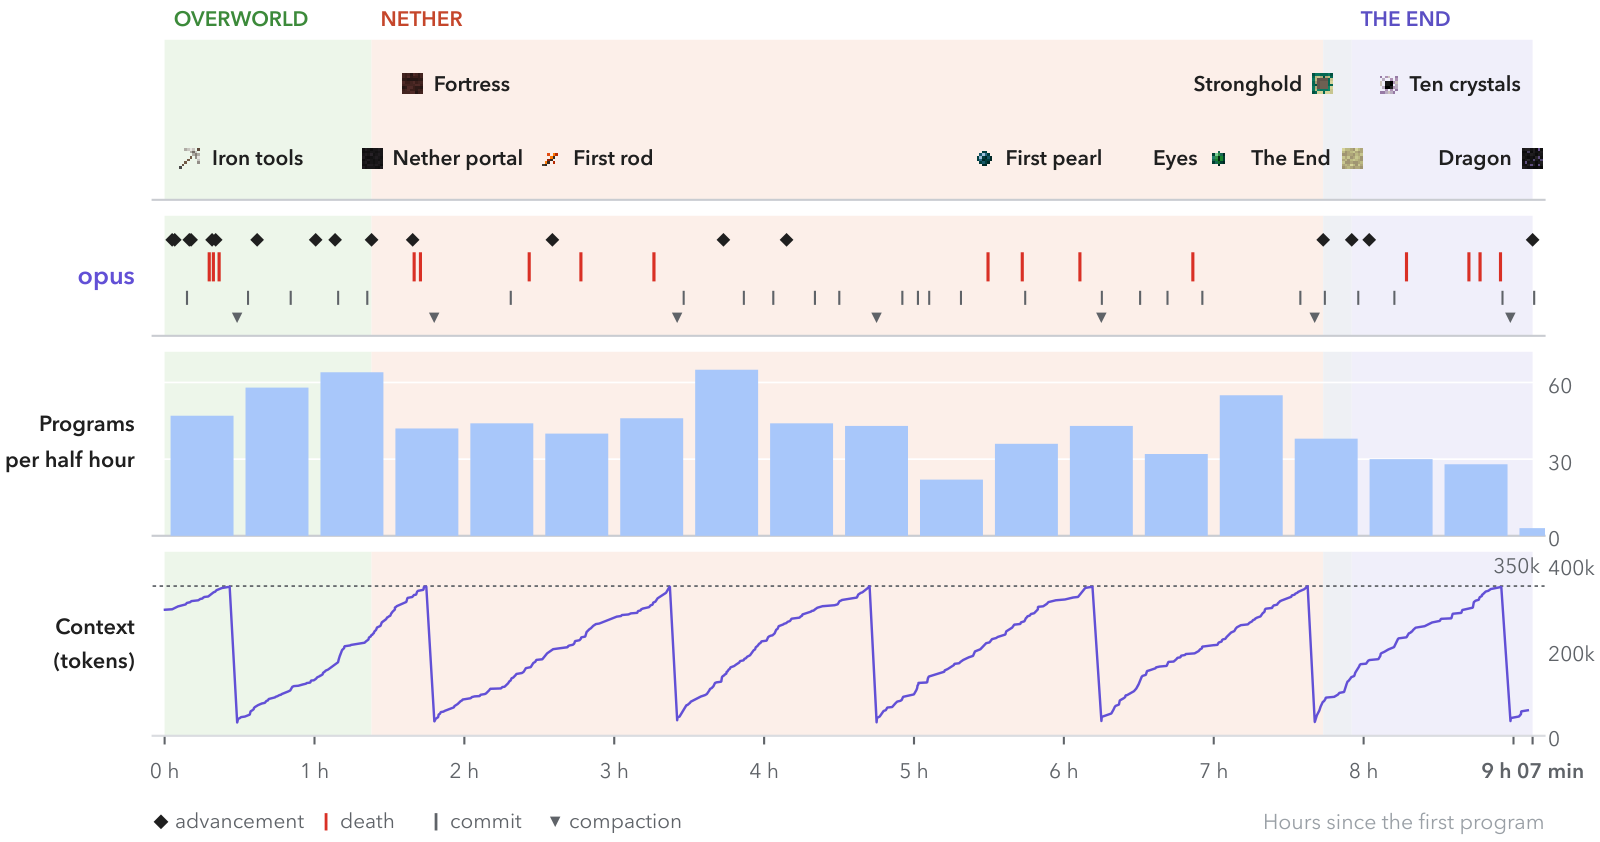 OVERWORLD NETHER THE END
Fortress Stronghold Ten crystals
Iron tools Nether portal First rod First pearl Eyes The End Dragon
opus
Programs
per half hour
60
30
0
350k 400k
Context
(tokens)
200k
0
0 h 1 h 2 h 3 h 4 h 5 h 6 h 7 h 8 h 9 h 07 min
advancement death commit compaction Hours since the first program